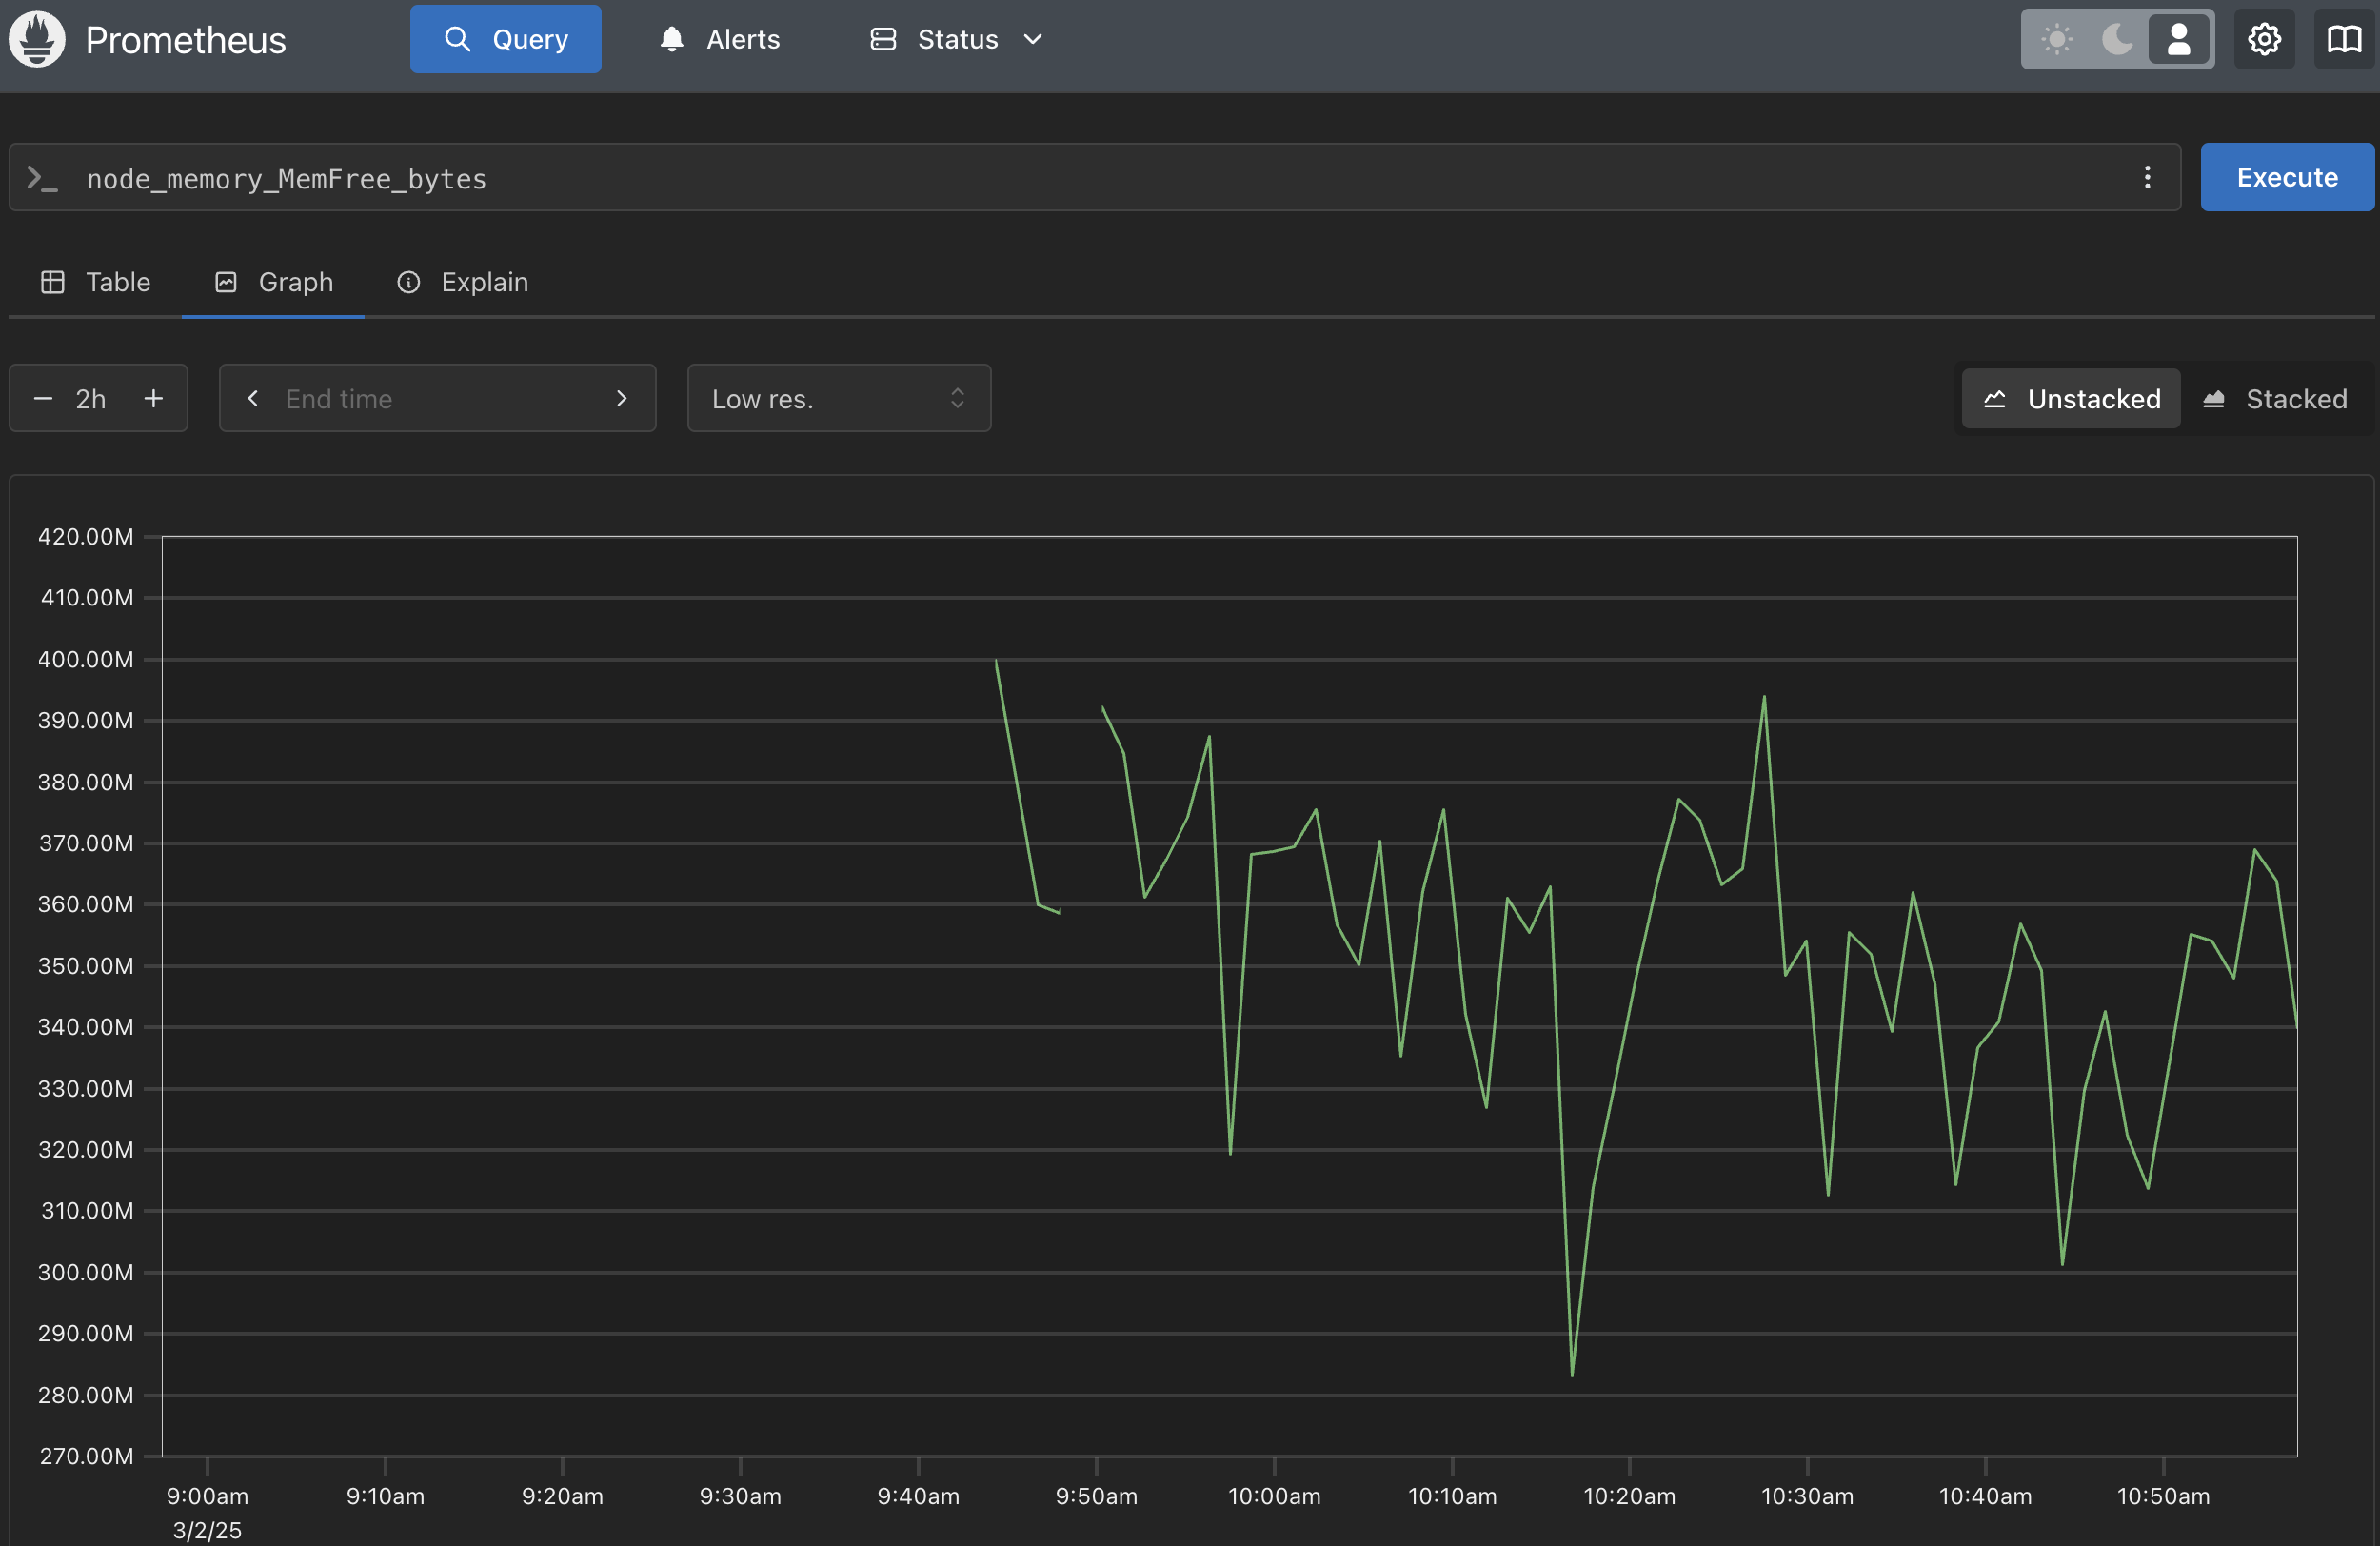 Prometheus Query Alerts Status
node_memory_MemFree_bytes Execute
Table Graph Explain
2h End time Low res. Unstacked Stacked
420.00M
410.00M
400.00M
390.00M
380.00M
370.00M
360.00M
350.00M
340.00M
330.00M
320.00M
310.00M
300.00M
290.00M
280.00M
270.00M
9:00am 9:10am 9:20am 9:30am 9:40am 9:50am 10:00am 10:10am 10:20am 10:30am 10:40am 10:50am
3/2/25